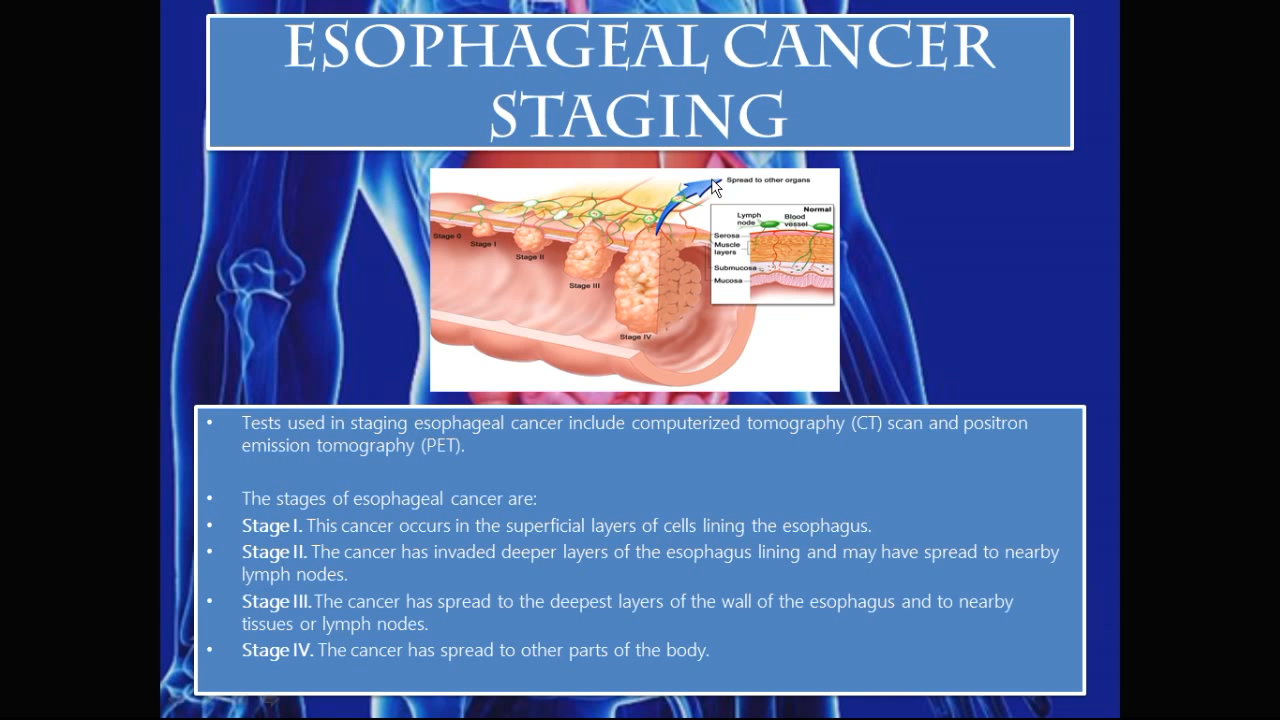 ESOPHAGEAL CANCER
STAGING
Spread to other organs
Normal
Lymph node
Blood vessel
Serosa
Muscle layers
Submucosa
Mucosa
Stage 0
Stage I
Stage II
Stage III
Stage IV
• Tests used in staging esophageal cancer include computerized tomography (CT) scan and positron
emission tomography (PET).
• The stages of esophageal cancer are:
• Stage I. This cancer occurs in the superficial layers of cells lining the esophagus.
• Stage II. The cancer has invaded deeper layers of the esophagus lining and may have spread to nearby
lymph nodes.
• Stage III.The cancer has spread to the deepest layers of the wall of the esophagus and to nearby
tissues or lymph nodes.
• Stage IV. The cancer has spread to other parts of the body.